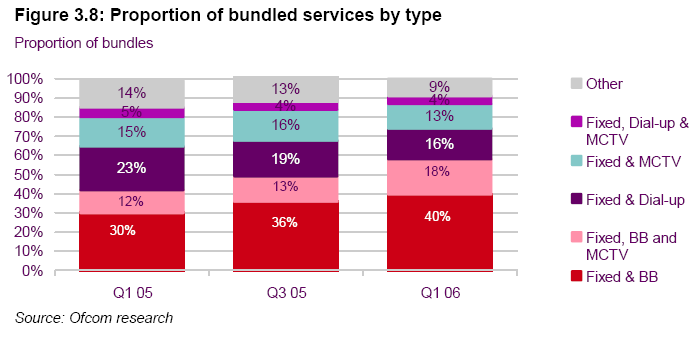 Figure 3.8: Proportion of bundled services by type
Proportion of bundles
100%
90%
80%
70%
60%
50%
40%
30%
20%
10%
0%
14%
5%
15%
23%
12%
30%
13%
4%
16%
19%
13%
36%
9%
4%
13%
16%
18%
40%
Q1 05
Q3 05
Q1 06
Other
Fixed, Dial-up &
MCTV
Fixed & MCTV
Fixed & Dial-up
Fixed, BB and
MCTV
Fixed & BB
Source: Ofcom research